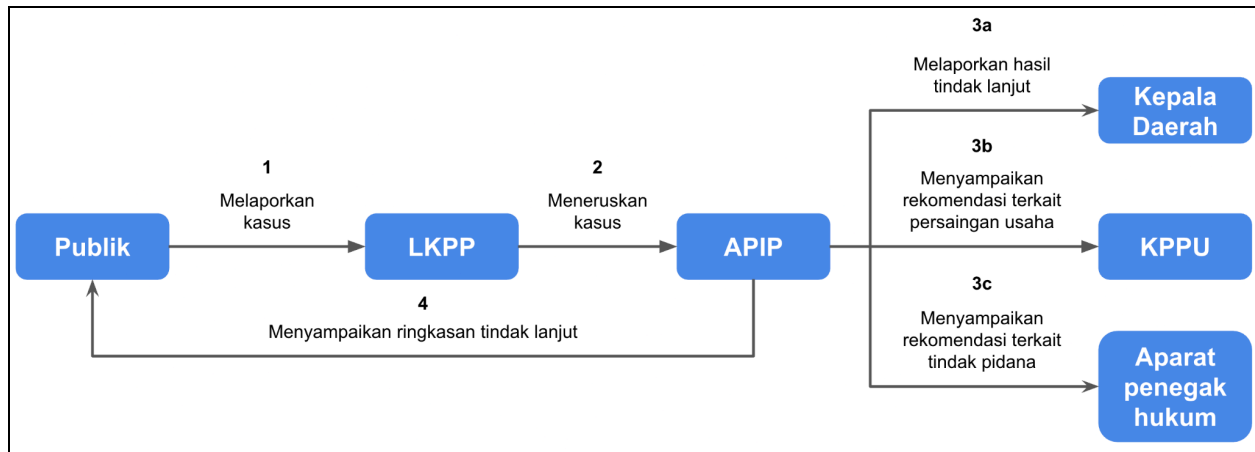 3a
Melaporkan hasil
tindak lanjut
Kepala
Daerah
1
Melaporkan
kasus
2
Meneruskan
kasus
3b
Menyampaikan
rekomendasi terkait
persaingan usaha
Publik
LKPP
APIP
KPPU
4
Menyampaikan ringkasan tindak lanjut
3c
Menyampaikan
rekomendasi terkait
tindak pidana
Aparat
penegak
hukum